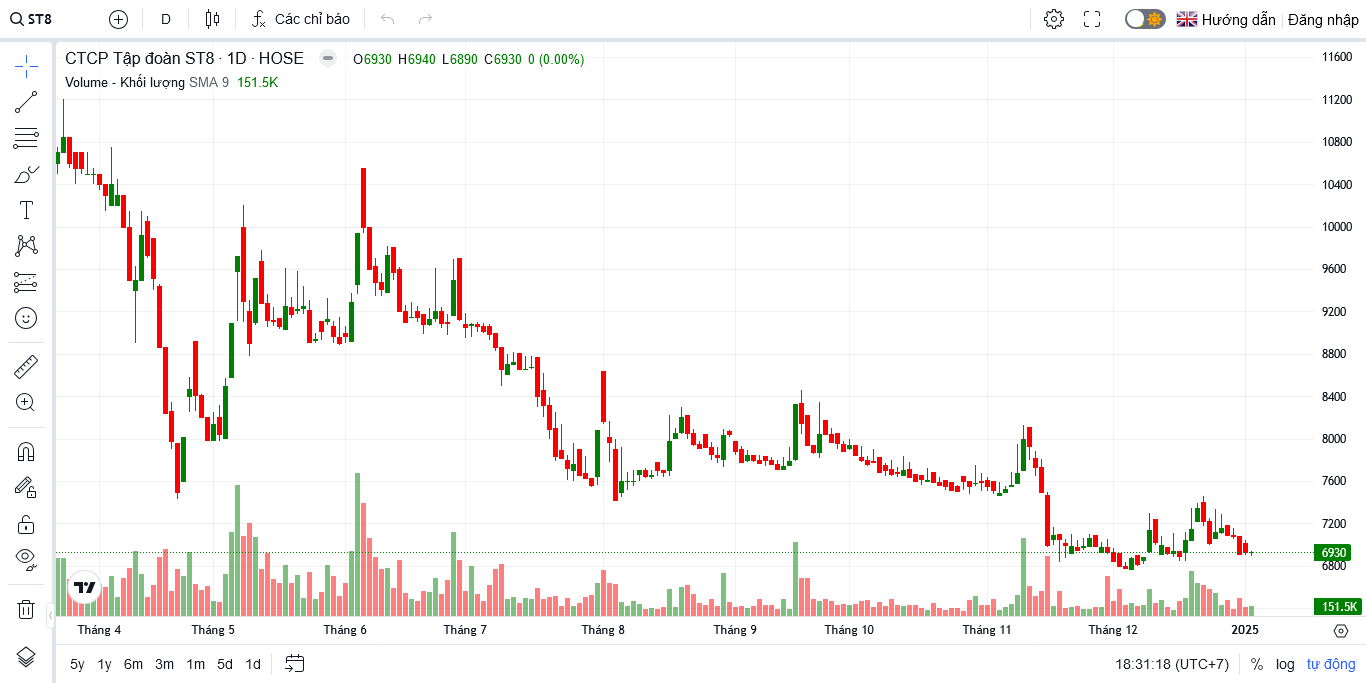 ST8 D Các chỉ báo Hướng dẫn Đăng nhập
CTCP Tập đoàn ST8 · 1D · HOSE O6930 H6940 L6890 C6930 0 (0.00%)
Volume - Khối lượng SMA 9 151.5K
11600
11200
10800
10400
10000
9600
9200
8800
8400
8000
7600
7200
6930
6800
151.5K
Tháng 4 Tháng 5 Tháng 6 Tháng 7 Tháng 8 Tháng 9 Tháng 10 Tháng 11 Tháng 12 2025
5y 1y 6m 3m 1m 5d 1d 18:31:18 (UTC+7) % log tự động